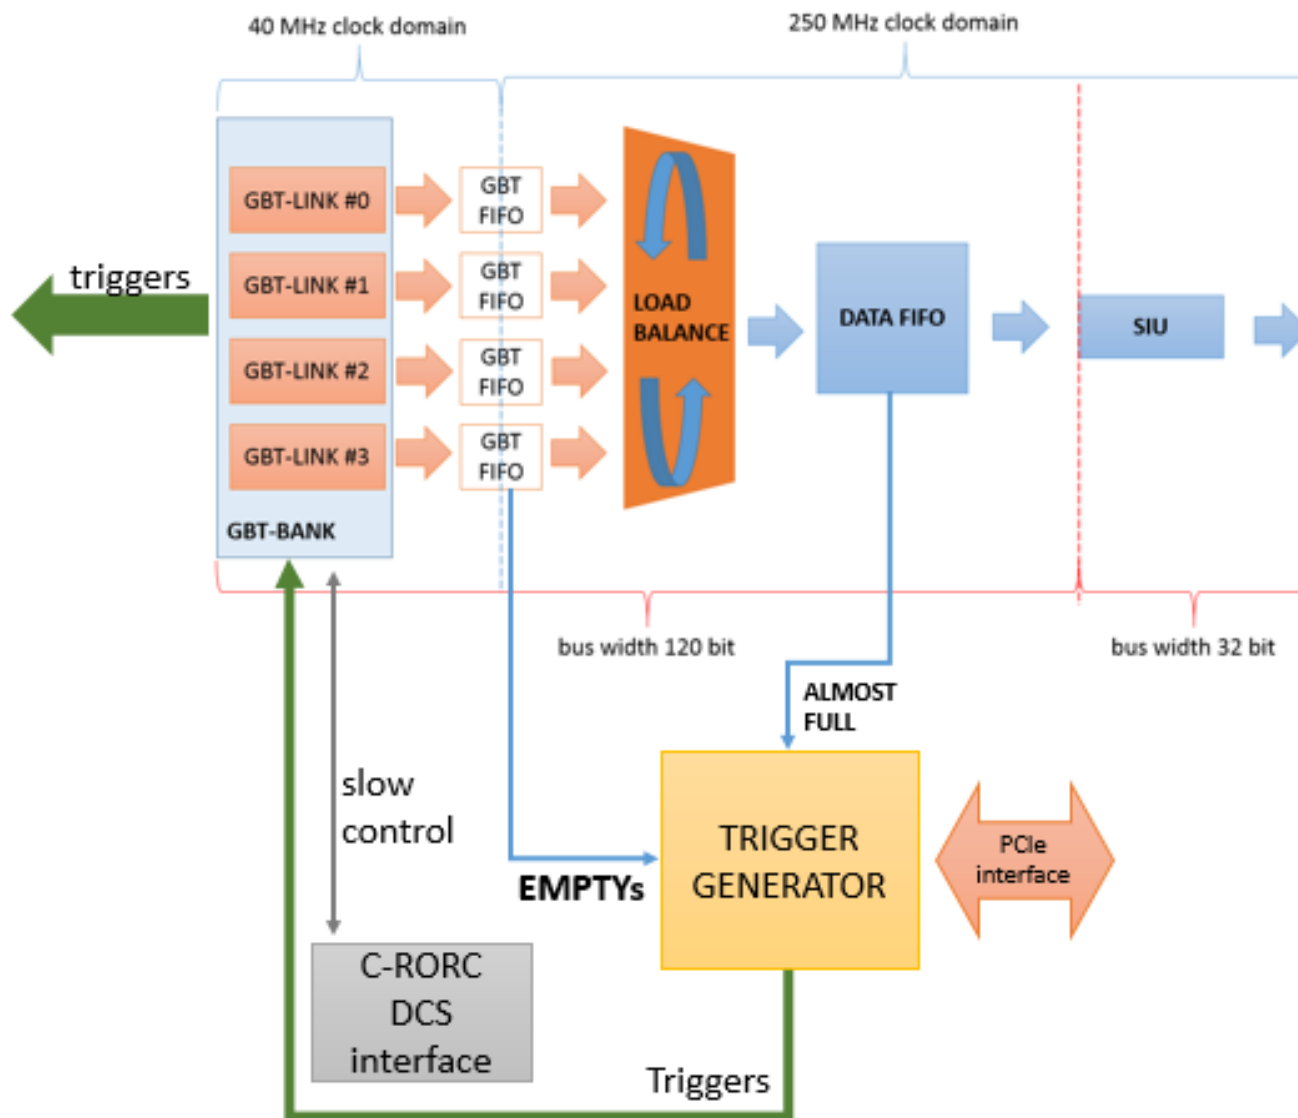 40 MHz clock domain
250 MHz clock domain
triggers
GBT-LINK #0
GBT-LINK #1
GBT-LINK #2
GBT-LINK #3
GBT-BANK
GBT
FIFO
GBT
FIFO
GBT
FIFO
GBT
FIFO
LOAD
BALANCE
DATA FIFO
SIU
bus width 120 bit
bus width 32 bit
ALMOST
FULL
slow
control
EMPTYs
TRIGGER
GENERATOR
PCIe
interface
C-RORC
DCS
interface
Triggers